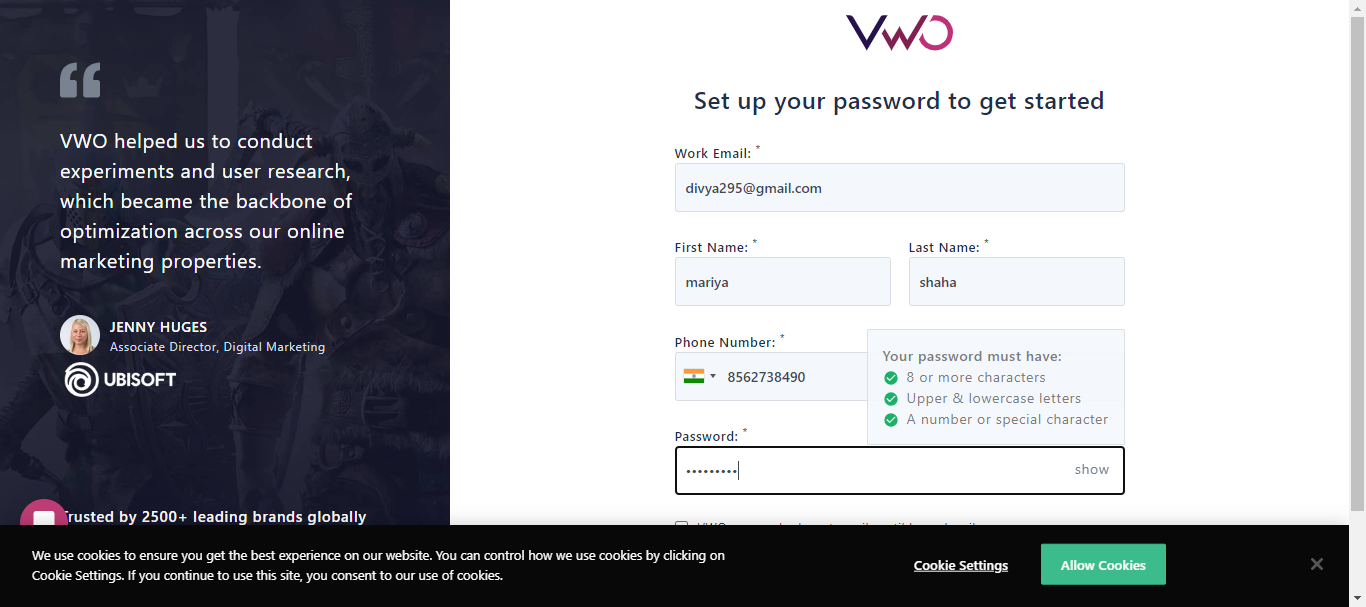 VWO helped us to conduct
experiments and user research,
which became the backbone of
optimization across our online
marketing properties.
JENNY HUGES
Associate Director, Digital Marketing
UBISOFT
Trusted by 2500+ leading brands globally
VWO
Set up your password to get started
Work Email: *
divya295@gmail.com
First Name: * Last Name: *
mariya shaha
Phone Number: *
8562738490
Your password must have:
8 or more characters
Upper & lowercase letters
A number or special character
Password: *
••••••••• show
We use cookies to ensure you get the best experience on our website. You can control how we use cookies by clicking on
Cookie Settings. If you continue to use this site, you consent to our use of cookies.
Cookie Settings
Allow Cookies